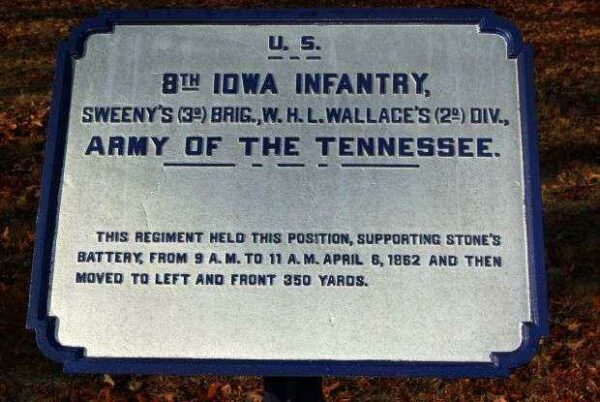 U. S.
8TH IOWA INFANTRY,
SWEENY'S (3D) BRIG., W. H. L. WALLACE'S (2D) DIV.,
ARMY OF THE TENNESSEE.
THIS REGIMENT HELD THIS POSITION, SUPPORTING STONE'S
BATTERY, FROM 9 A. M. TO 11 A. M. APRIL 6, 1862 AND THEN
MOVED TO LEFT AND FRONT 350 YARDS.